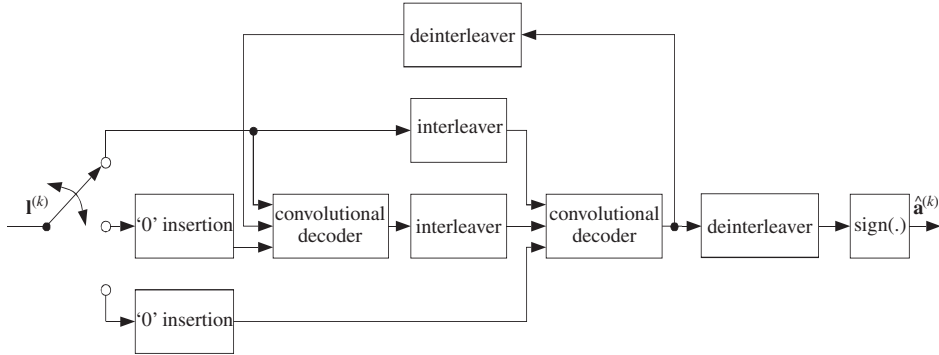 deinterleaver
interleaver
l^(k)
'0' insertion
convolutional
decoder
interleaver
convolutional
decoder
deinterleaver
sign(.)
â^(k)
'0' insertion